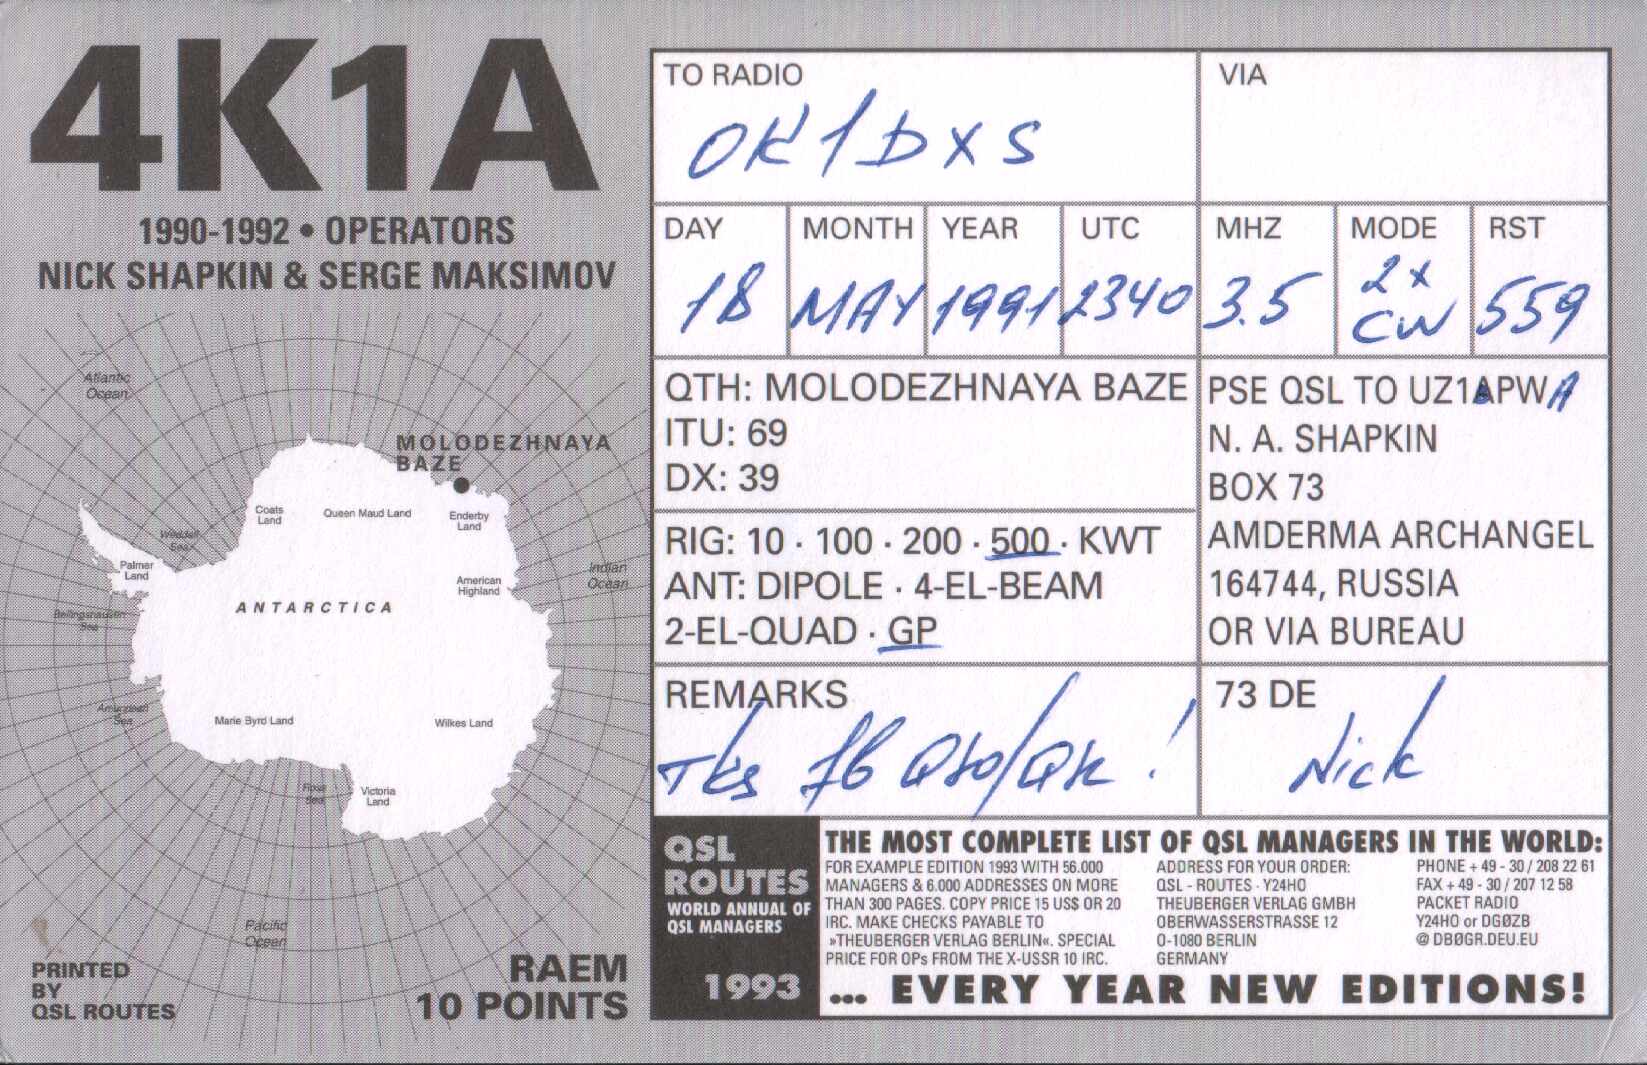 4K1A
1990-1992 • OPERATORS
NICK SHAPKIN & SERGE MAKSIMOV
Atlantic
Ocean
MOLODEZHNAYA
BAZE
Coats
Land
Queen Maud Land
Enderby
Land
Weddell
Sea
Palmer
Land
American
Highland
Indian
Ocean
ANTARCTICA
Bellingshausen
Sea
Amundsen
Sea
Marie Byrd Land
Wilkes Land
Ross
Sea
Victoria
Land
Pacific
Ocean
PRINTED
BY
QSL ROUTES
RAEM
10 POINTS
TO RADIO
OK1DXS
VIA
DAY MONTH YEAR UTC MHZ MODE RST
18 MAY 1991 2340 3.5 2x CW 559
QTH: MOLODEZHNAYA BAZE
ITU: 69
DX: 39
RIG: 10 · 100 · 200 · 500 · KWT
ANT: DIPOLE · 4-EL-BEAM
2-EL-QUAD · GP
PSE QSL TO UZ1APWA
N. A. SHAPKIN
BOX 73
AMDERMA ARCHANGEL
164744, RUSSIA
OR VIA BUREAU
REMARKS
Tks fb QSO/QSL !
73 DE
Nick
QSL
ROUTES
WORLD ANNUAL OF
QSL MANAGERS
1993
THE MOST COMPLETE LIST OF QSL MANAGERS IN THE WORLD:
FOR EXAMPLE EDITION 1993 WITH 56.000
MANAGERS & 6.000 ADDRESSES ON MORE
THAN 300 PAGES. COPY PRICE 15 US$ OR 20
IRC. MAKE CHECKS PAYABLE TO
»THEUBERGER VERLAG BERLIN«. SPECIAL
PRICE FOR OPs FROM THE X-USSR 10 IRC.
ADDRESS FOR YOUR ORDER:
QSL - ROUTES · Y24HO
THEUBERGER VERLAG GMBH
OBERWASSERSTRASSE 12
O-1080 BERLIN
GERMANY
PHONE + 49 - 30 / 208 22 61
FAX + 49 - 30 / 207 12 58
PACKET RADIO
Y24HO or DGØZB
@ DBØGR.DEU.EU
... EVERY YEAR NEW EDITIONS!